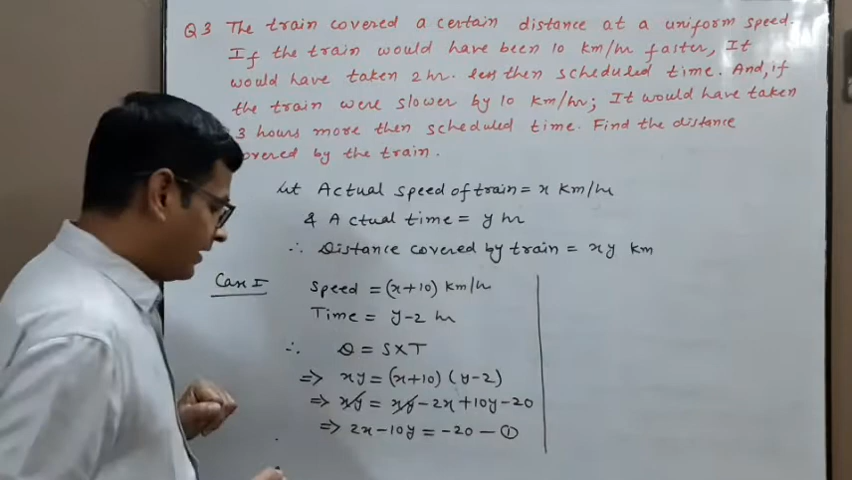 Q3 The train covered a certain distance at a uniform speed.
If the train would have been 10 km/hr faster, It
would have taken 2 hr. less then scheduled time. And, if
the train were slower by 10 km/hr; It would have taken
3 hours more then scheduled time. Find the distance
overed by the train.
Let Actual speed of train = x km/hr
& Actual time = y hr
∴ Distance covered by train = xy km
Case I Speed = (x+10) km/hr
Time = y-2 hr
∴ D = S×T
⇒ xy = (x+10) (y-2)
⇒ xy = xy - 2x + 10y - 20
⇒ 2x - 10y = -20 — ①